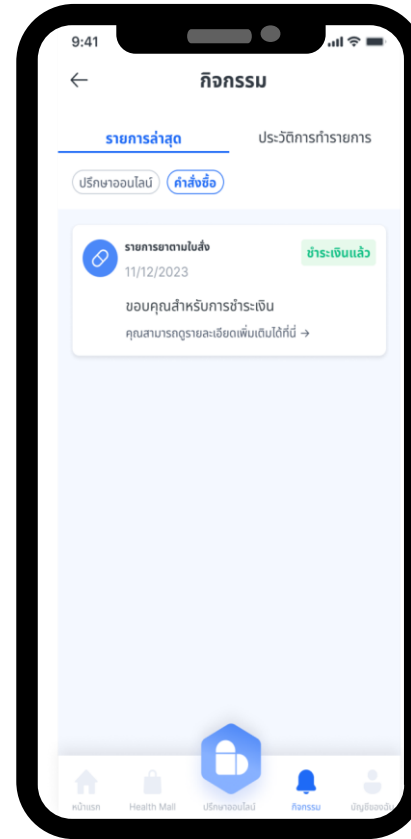 9:41
กิจกรรม
รายการล่าสุด ประวัติการทำรายการ
ปรึกษาออนไลน์ คำสั่งซื้อ
รายการยาตามใบสั่ง ชำระเงินแล้ว
11/12/2023
ขอบคุณสำหรับการชำระเงิน
คุณสามารถดูรายละเอียดเพิ่มเติมได้ที่นี่ →
หน้าแรก Health Mall ปรึกษาออนไลน์ กิจกรรม บัญชีของฉัน